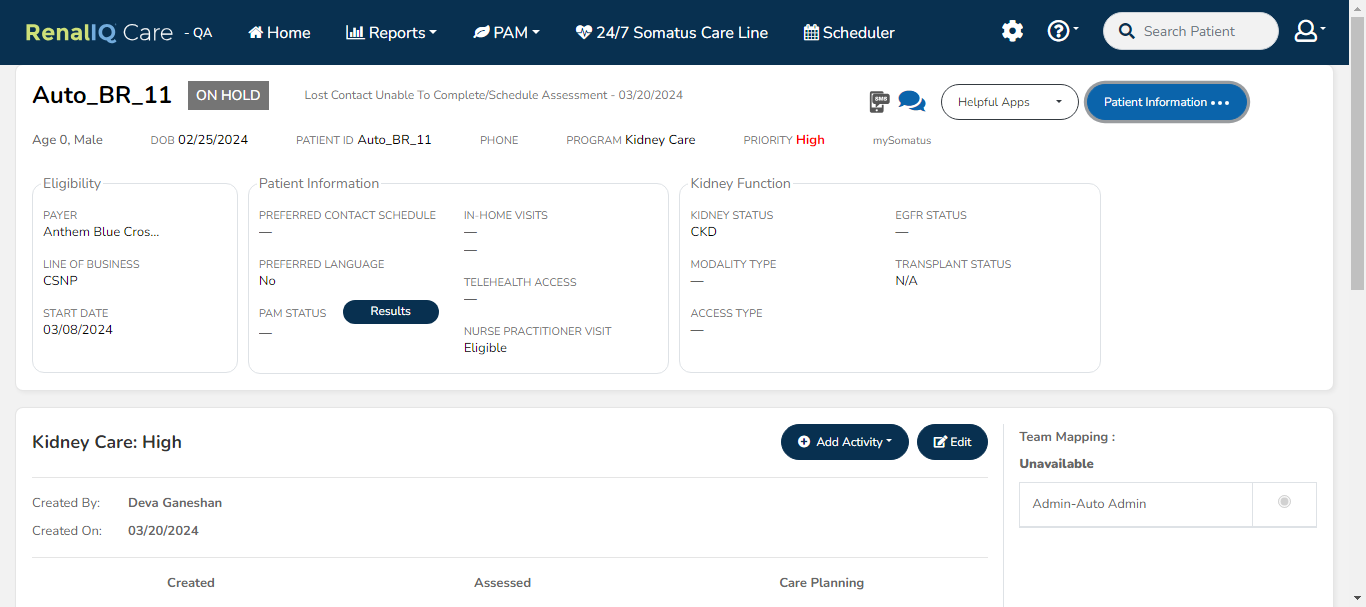 RenalIQ Care - QA Home Reports PAM 24/7 Somatus Care Line Scheduler Search Patient
Auto_BR_11 ON HOLD Lost Contact Unable To Complete/Schedule Assessment - 03/20/2024 SMS Helpful Apps Patient Information
Age 0, Male DOB 02/25/2024 PATIENT ID Auto_BR_11 PHONE PROGRAM Kidney Care PRIORITY High mySomatus
Eligibility
PAYER
Anthem Blue Cros...
LINE OF BUSINESS
CSNP
START DATE
03/08/2024
Patient Information
PREFERRED CONTACT SCHEDULE
—
PREFERRED LANGUAGE
No
PAM STATUS Results
—
IN-HOME VISITS
—
—
TELEHEALTH ACCESS
—
NURSE PRACTITIONER VISIT
Eligible
Kidney Function
KIDNEY STATUS
CKD
MODALITY TYPE
—
ACCESS TYPE
—
EGFR STATUS
—
TRANSPLANT STATUS
N/A
Kidney Care: High Add Activity Edit
Created By: Deva Ganeshan
Created On: 03/20/2024
Created Assessed Care Planning
Team Mapping :
Unavailable
Admin-Auto Admin